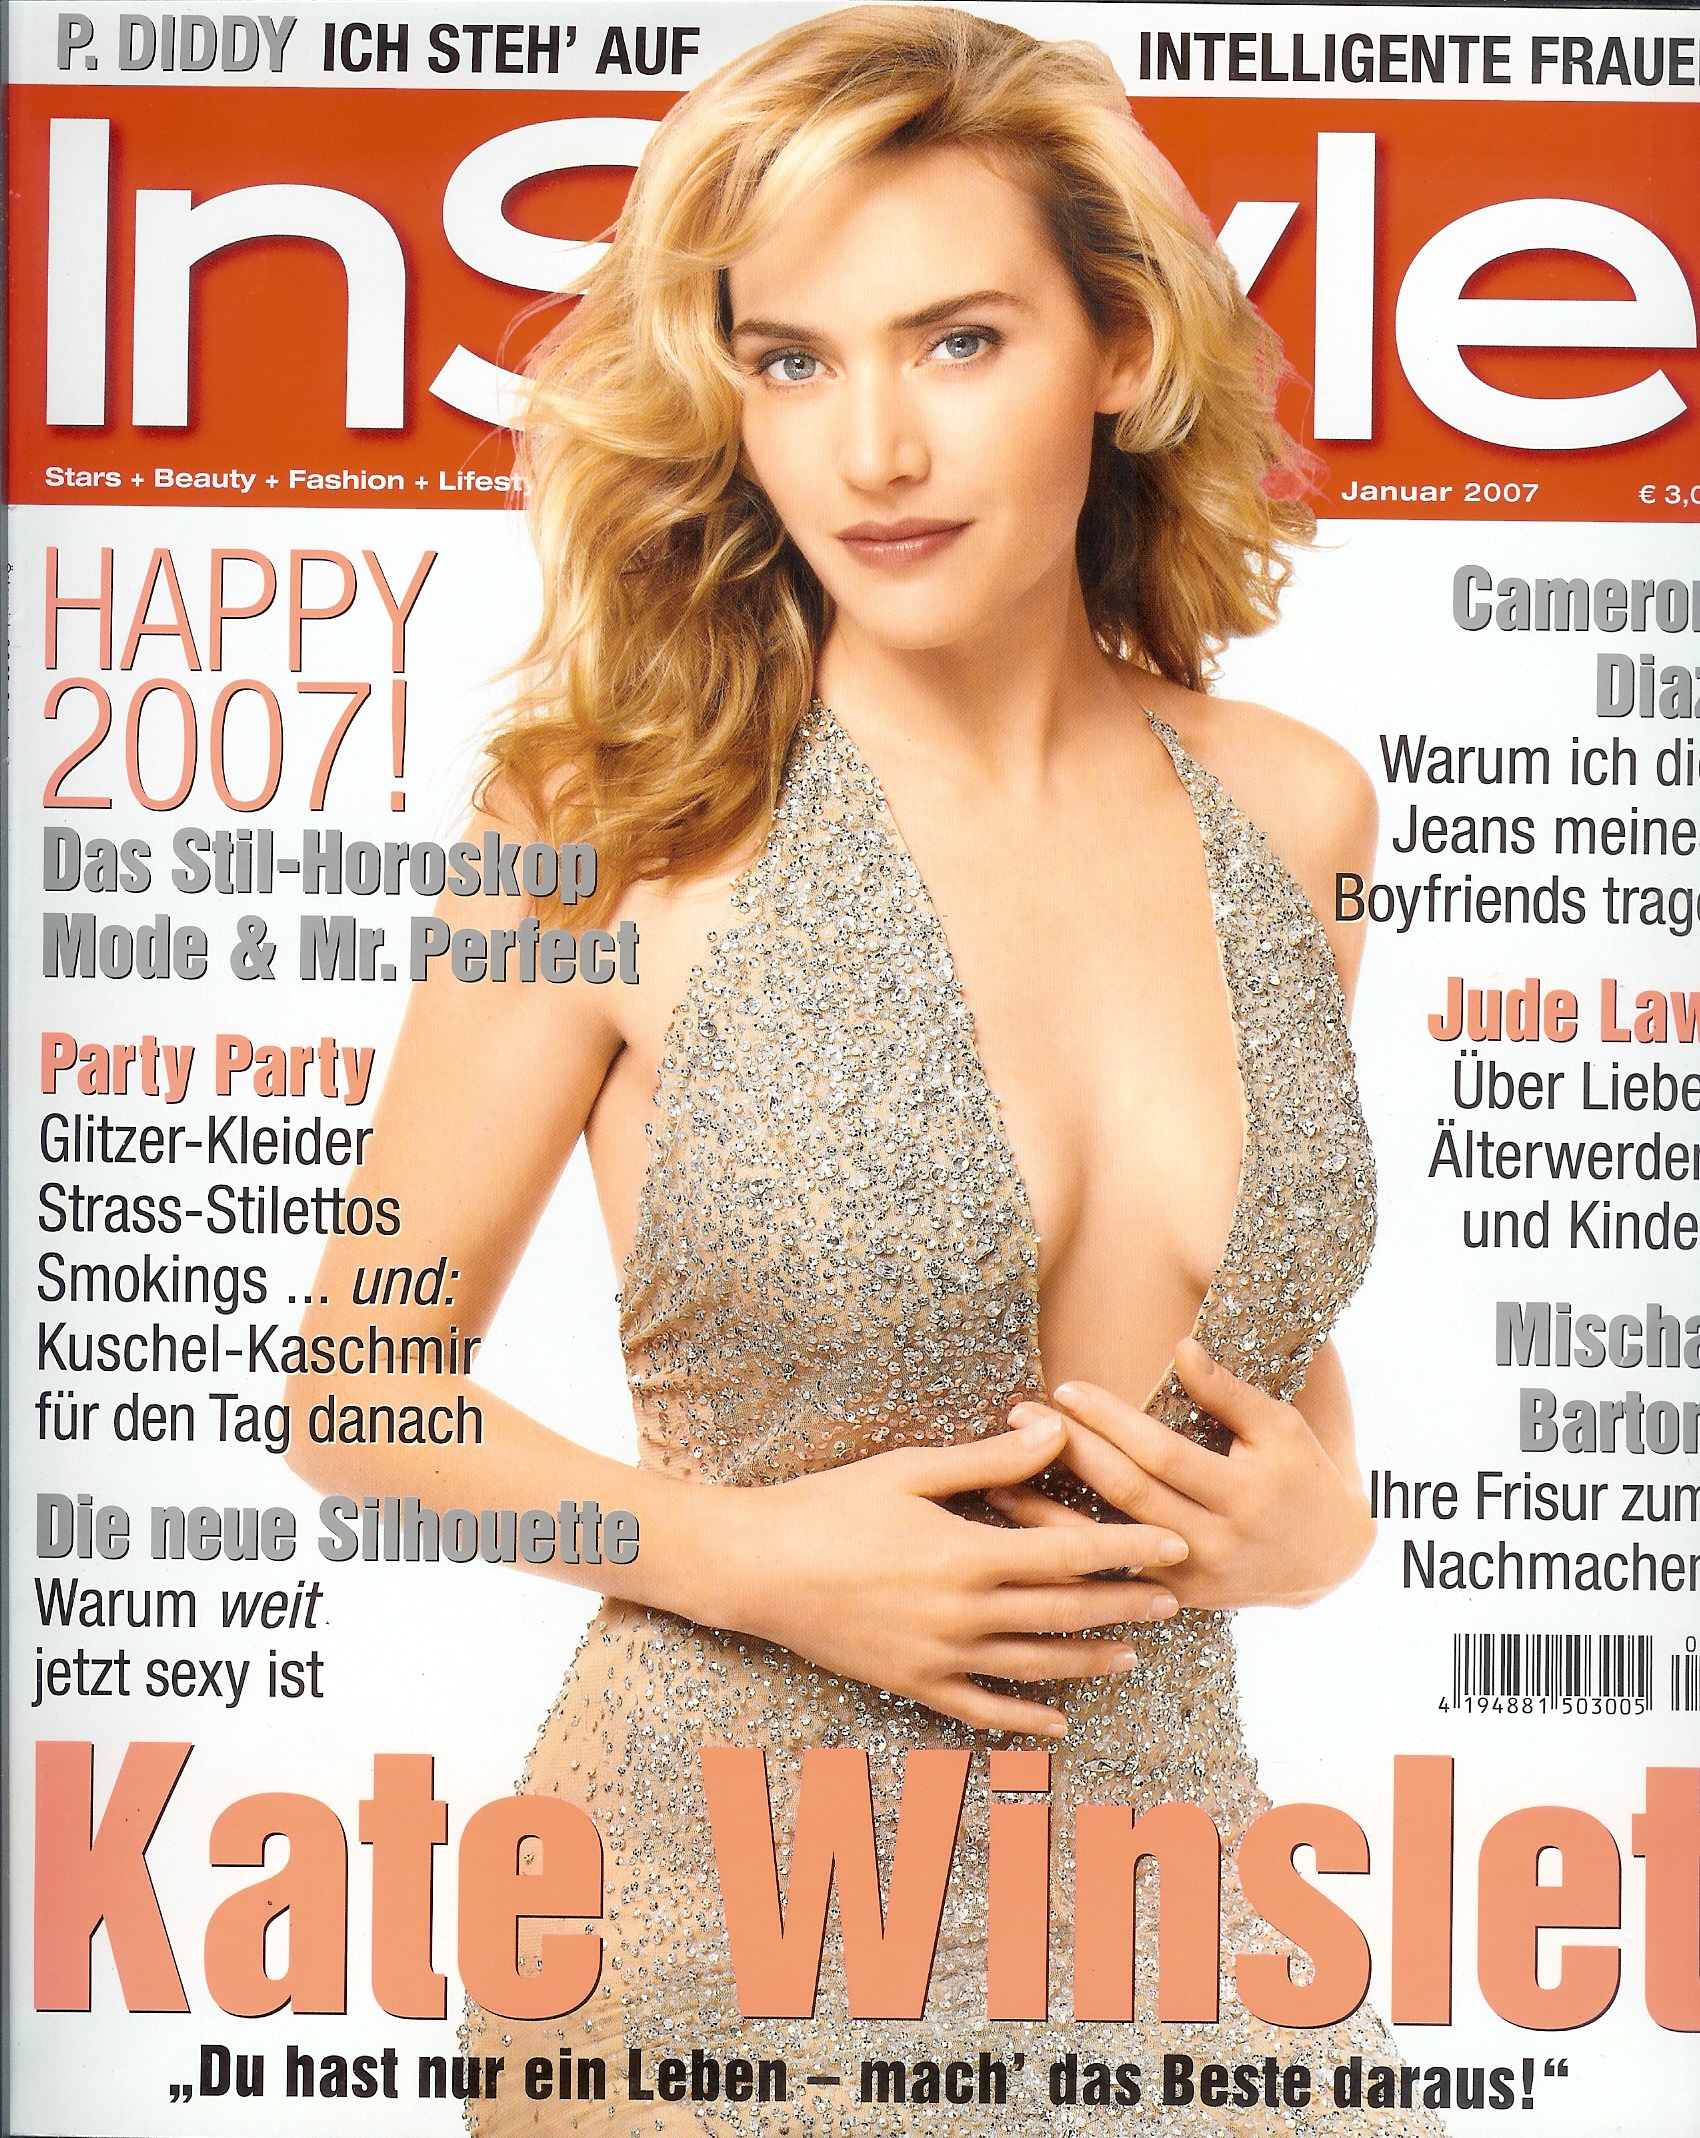 P. DIDDY ICH STEH' AUF INTELLIGENTE FRAUE
InS yle
Stars + Beauty + Fashion + Lifest
Januar 2007 € 3,0
HAPPY
2007!
Das Stil-Horoskop
Mode & Mr. Perfect
Party Party
Glitzer-Kleider
Strass-Stilettos
Smokings ... und:
Kuschel-Kaschmir
für den Tag danach
Die neue Silhouette
Warum weit
jetzt sexy ist
Cameron
Diaz
Warum ich di
Jeans meine
Boyfriends trage
Jude Law
Über Liebe
Älterwerden
und Kinde
Mischa
Barton
Ihre Frisur zum
Nachmachen
4 194881 503005
0
Kate Winslet
„Du hast nur ein Leben – mach' das Beste daraus!“